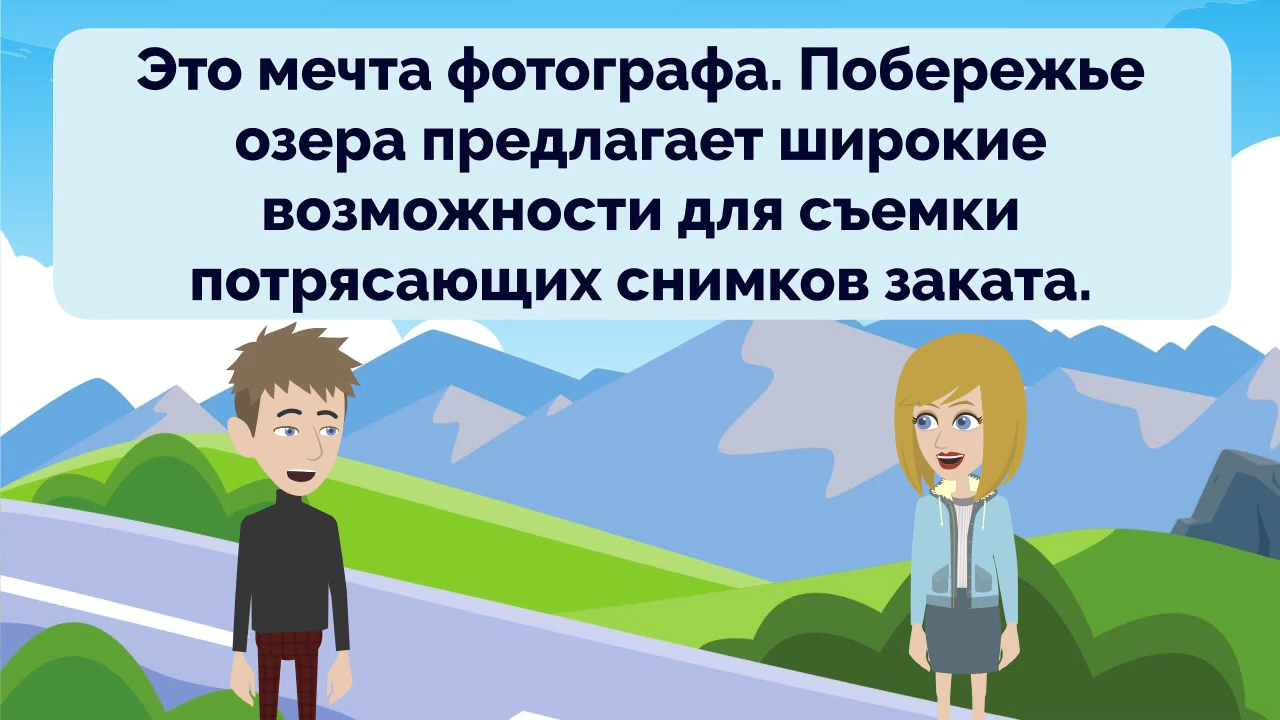 Это мечта фотографа. Побережье
озера предлагает широкие
возможности для съемки
потрясающих снимков заката.